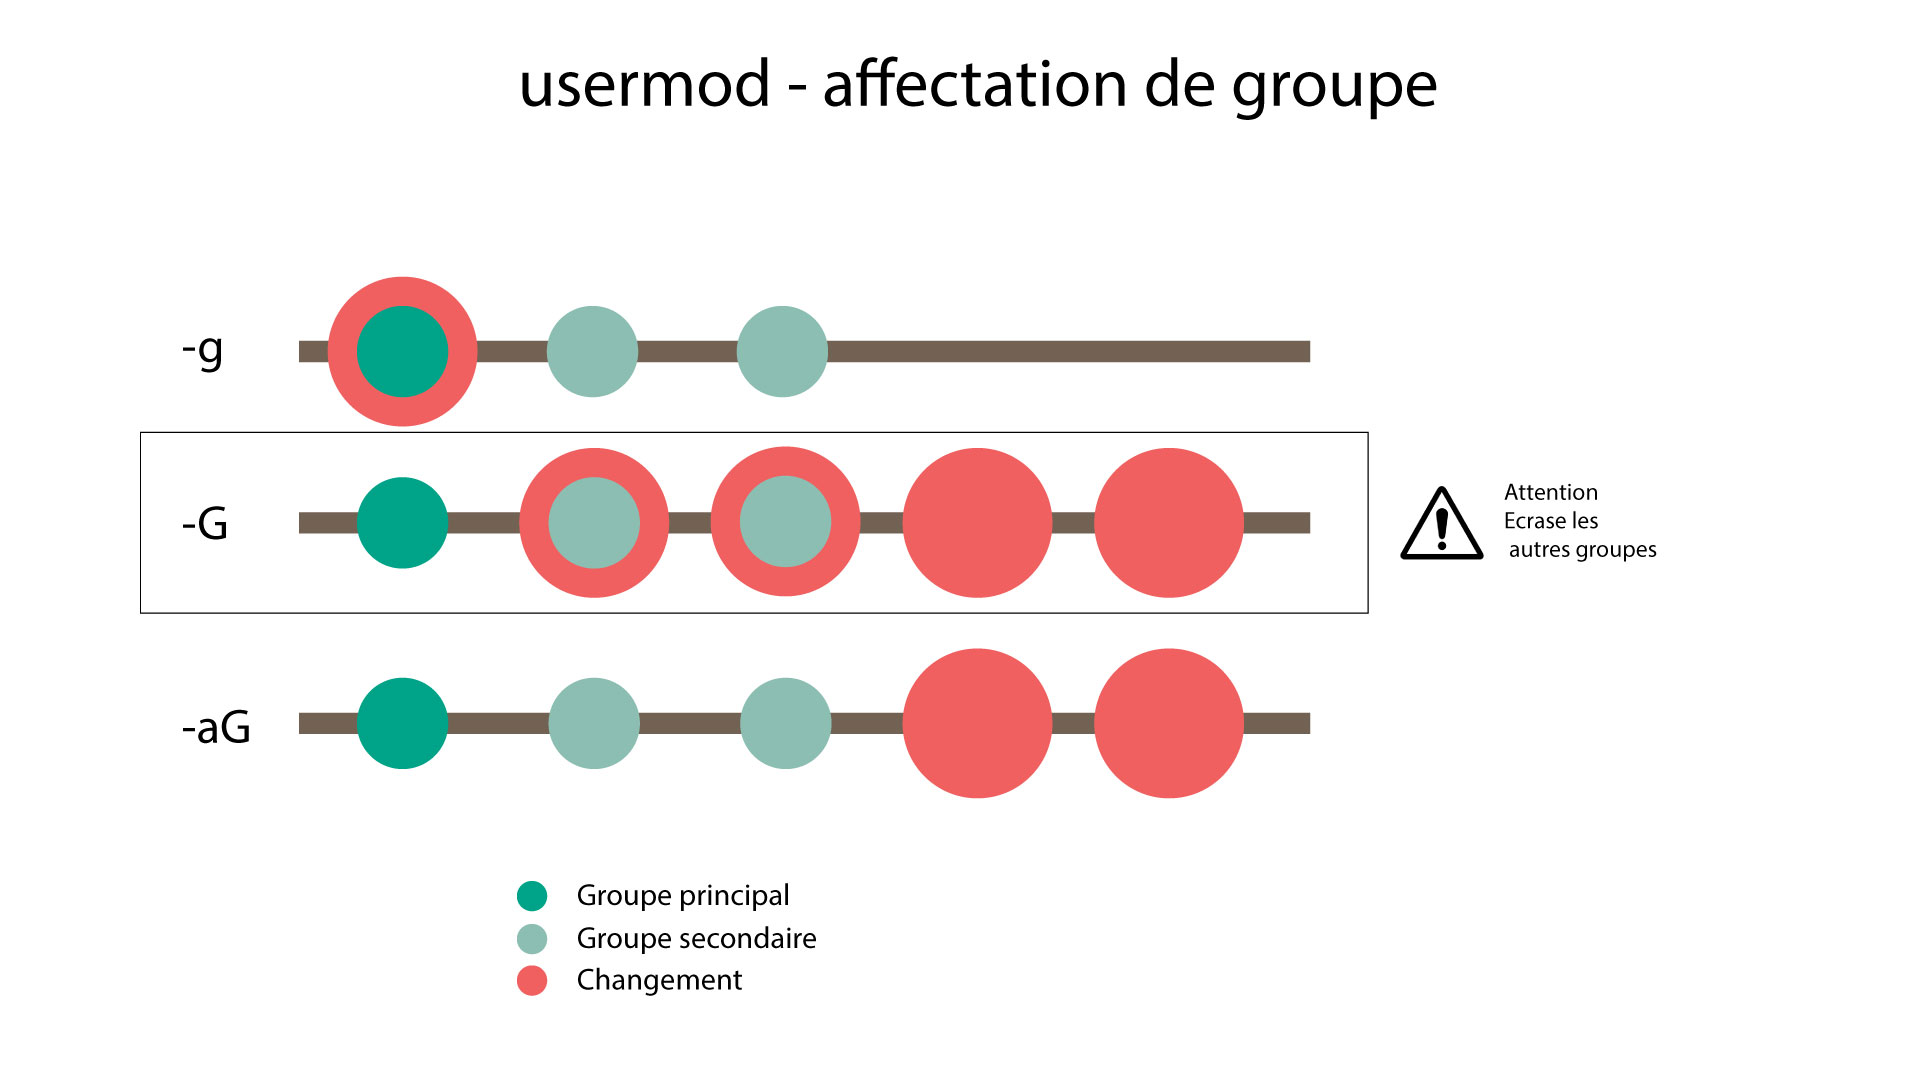 usermod - affectation de groupe
-g
-G
Attention
Ecrase les
autres groupes
-aG
Groupe principal
Groupe secondaire
Changement